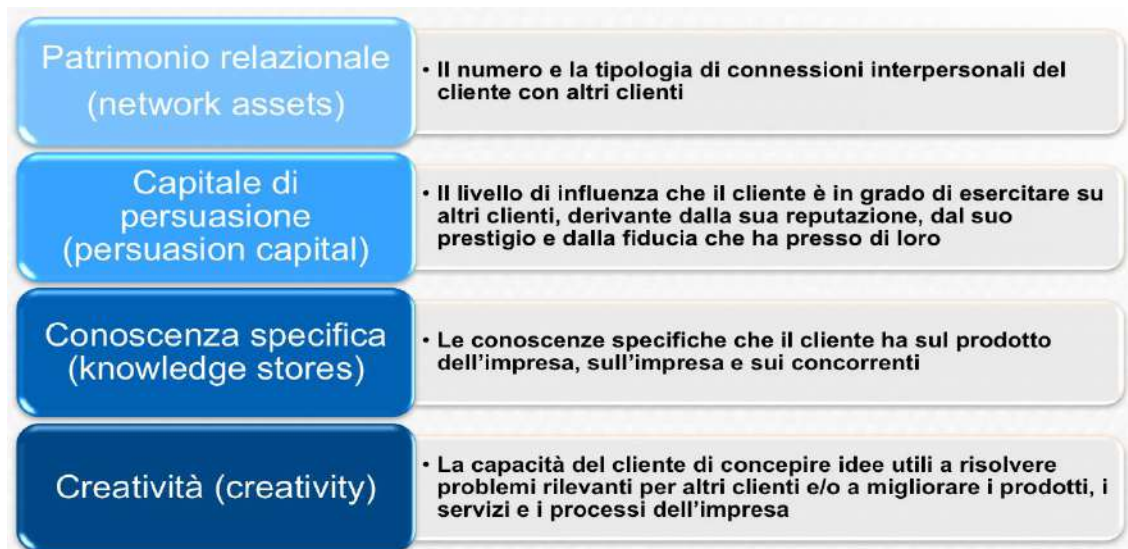 Patrimonio relazionale
(network assets)
• Il numero e la tipologia di connessioni interpersonali del
cliente con altri clienti
Capitale di
persuasione
(persuasion capital)
• Il livello di influenza che il cliente è in grado di esercitare su
altri clienti, derivante dalla sua reputazione, dal suo
prestigio e dalla fiducia che ha presso di loro
Conoscenza specifica
(knowledge stores)
• Le conoscenze specifiche che il cliente ha sul prodotto
dell'impresa, sull'impresa e sui concorrenti
Creatività (creativity)
• La capacità del cliente di concepire idee utili a risolvere
problemi rilevanti per altri clienti e/o a migliorare i prodotti, i
servizi e i processi dell'impresa